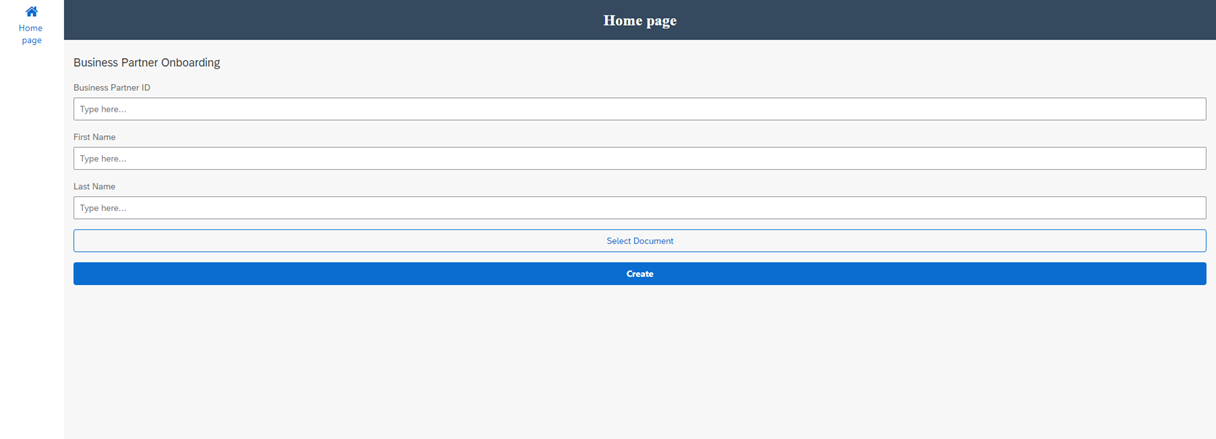 Home
page
Home page
Business Partner Onboarding
Business Partner ID
Type here...
First Name
Type here...
Last Name
Type here...
Select Document
Create